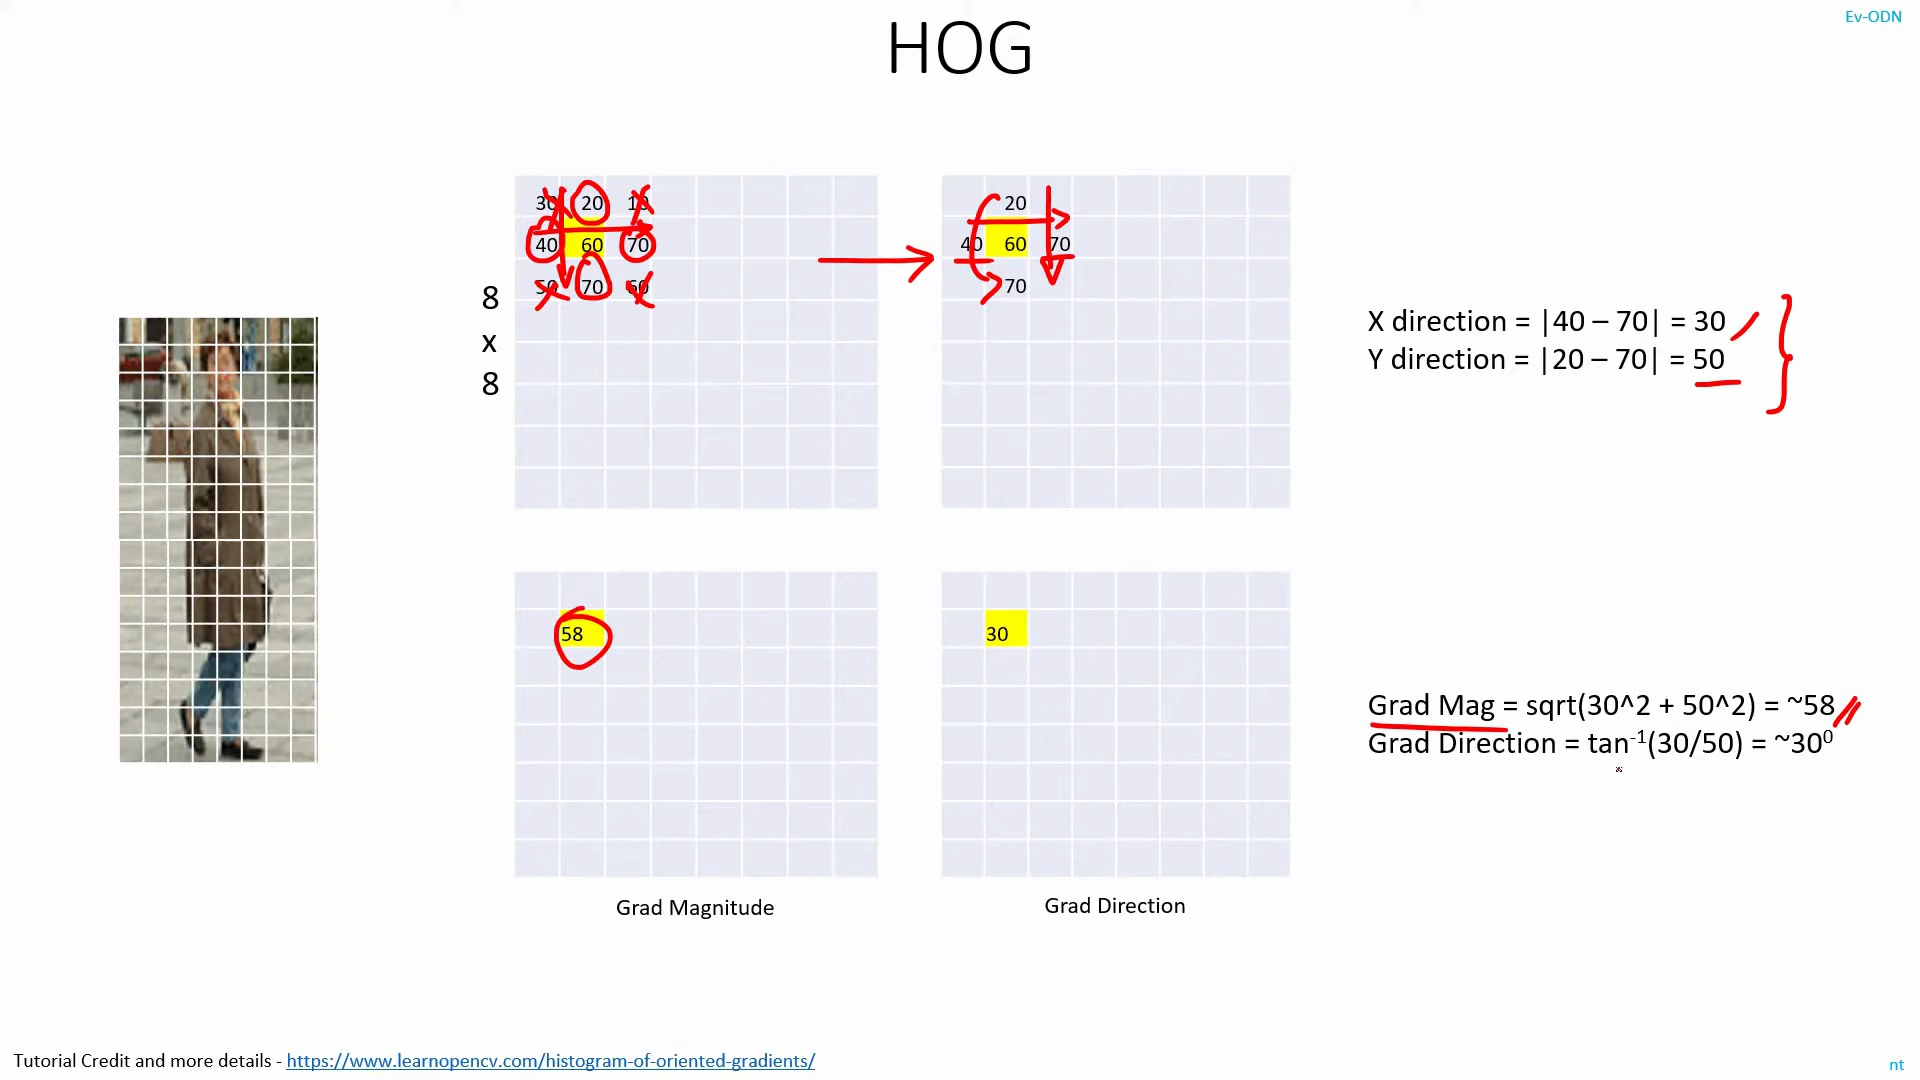 HOG
Ev-ODN
30 20 10
40 60 70
50 70 60
8
x
8
20
40 60 70
70
X direction = |40 – 70| = 30
Y direction = |20 – 70| = 50
58
30
Grad Mag = sqrt(30^2 + 50^2) = ~58
Grad Direction = tan⁻¹(30/50) = ~30⁰
Grad Magnitude
Grad Direction
Tutorial Credit and more details - https://www.learnopencv.com/histogram-of-oriented-gradients/
nt